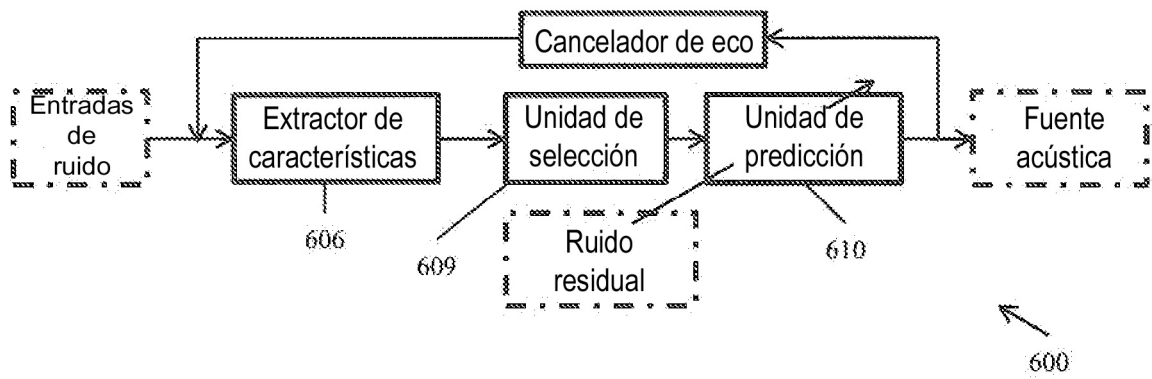 Cancelador de eco
Entradas
de
ruido
Extractor de
características
Unidad de
selección
Unidad de
predicción
Fuente
acústica
606
609
Ruido
residual
610
600